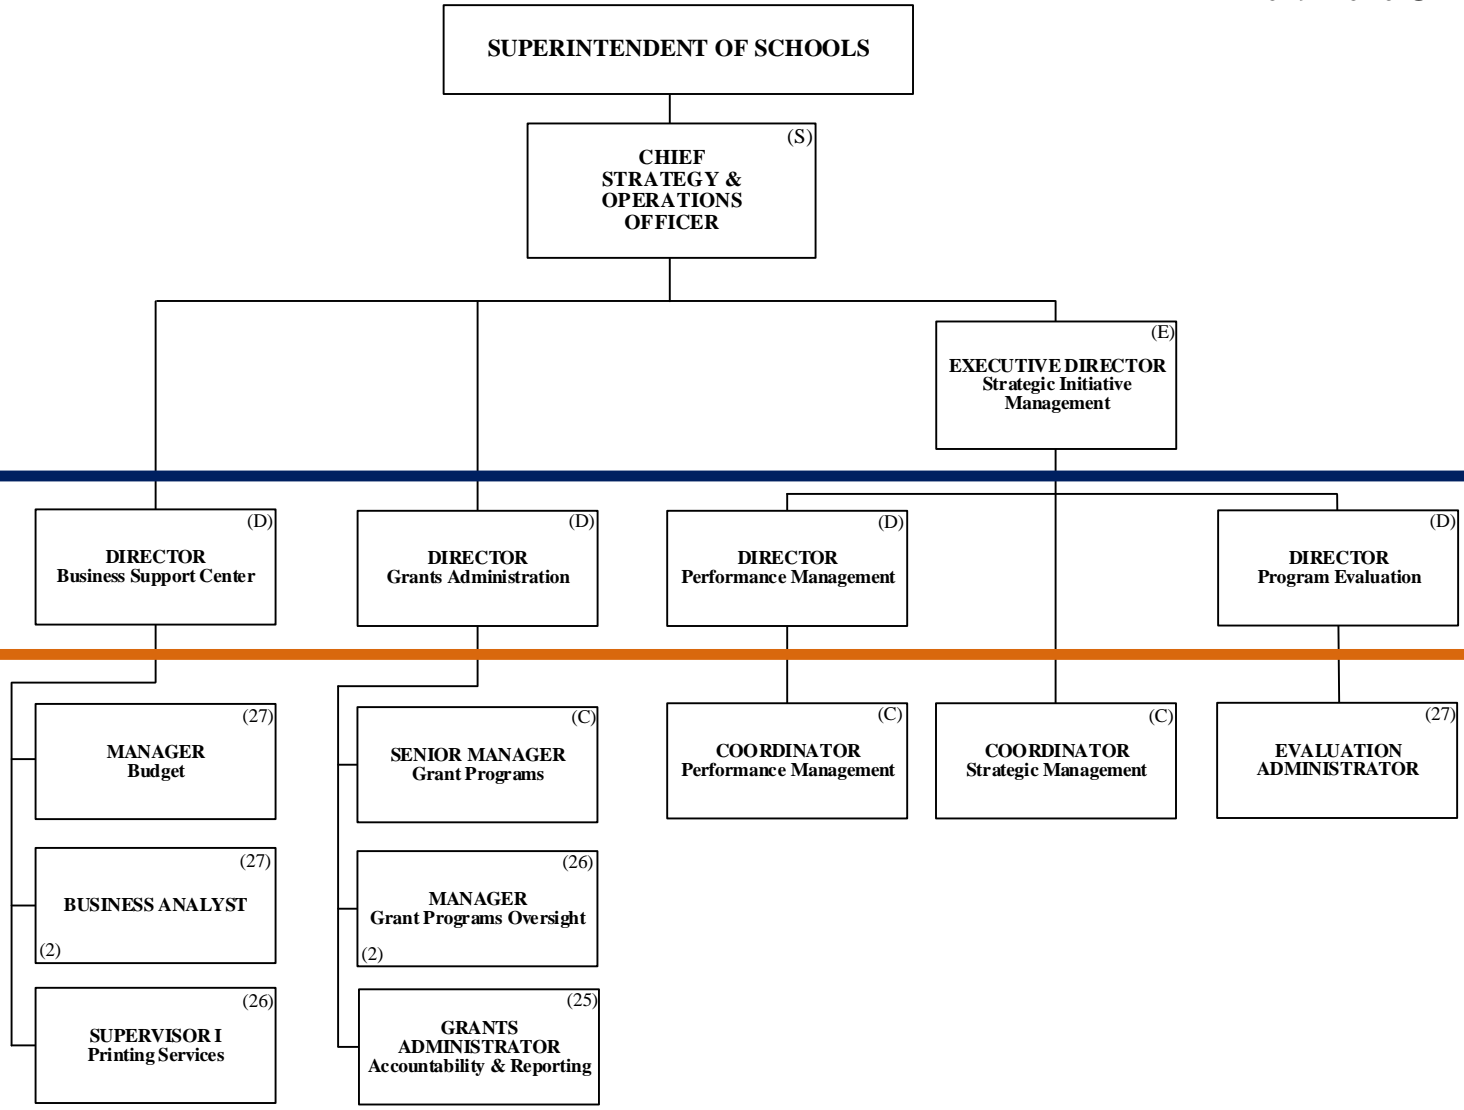 SUPERINTENDENT OF SCHOOLS
(S)
CHIEF
STRATEGY &
OPERATIONS
OFFICER
(E)
EXECUTIVE DIRECTOR
Strategic Initiative
Management
(D)
DIRECTOR
Business Support Center
(D)
DIRECTOR
Grants Administration
(D)
DIRECTOR
Performance Management
(D)
DIRECTOR
Program Evaluation
(27)
MANAGER
Budget
(C)
SENIOR MANAGER
Grant Programs
(C)
COORDINATOR
Performance Management
(C)
COORDINATOR
Strategic Management
(27)
EVALUATION
ADMINISTRATOR
(27)
BUSINESS ANALYST
(2)
(26)
MANAGER
Grant Programs Oversight
(2)
(26)
SUPERVISOR I
Printing Services
(25)
GRANTS
ADMINISTRATOR
Accountability & Reporting